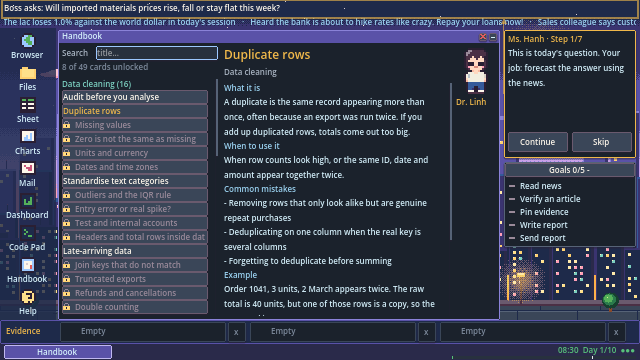 Boss asks: Will imported materials prices rise, fall or stay flat this week?
The lac loses 1.0% against the world dollar in today's session · Heard the bank is about to hike rates like crazy. Repay your loans now! · Sales colleague says custo
Handbook
Search title...
8 of 49 cards unlocked
Data cleaning (16)
Audit before you analyse
Duplicate rows
Missing values
Zero is not the same as missing
Units and currency
Dates and time zones
Standardise text categories
Outliers and the IQR rule
Entry error or real spike?
Test and internal accounts
Headers and total rows inside dat
Late-arriving data
Join keys that do not match
Truncated exports
Refunds and cancellations
Double counting
Duplicate rows
Data cleaning
What it is
A duplicate is the same record appearing more than
once, often because an export was run twice. If you
add up duplicated rows, totals come out too big.
When to use it
When row counts look high, or the same ID, date and
amount appear together twice.
Common mistakes
- Removing rows that only look alike but are genuine
repeat purchases
- Deduplicating on one column when the real key is
several columns
- Forgetting to deduplicate before summing
Example
Order 1041, 3 units, 2 March appears twice. The raw
total is 40 units, but one of those rows is a copy, so the
Dr. Linh
Ms. Hanh · Step 1/7
This is today's question. Your
job: forecast the answer using
the news.
Continue
Skip
Goals 0/5 -
Read news
Verify an article
Pin evidence
Write report
Send report
Browser
Files
Sheet
Charts
Mail
Dashboard
Code Pad
Handbook
Help
Evidence
Empty x
Empty x
Empty x
Handbook
08:30 Day 1/10